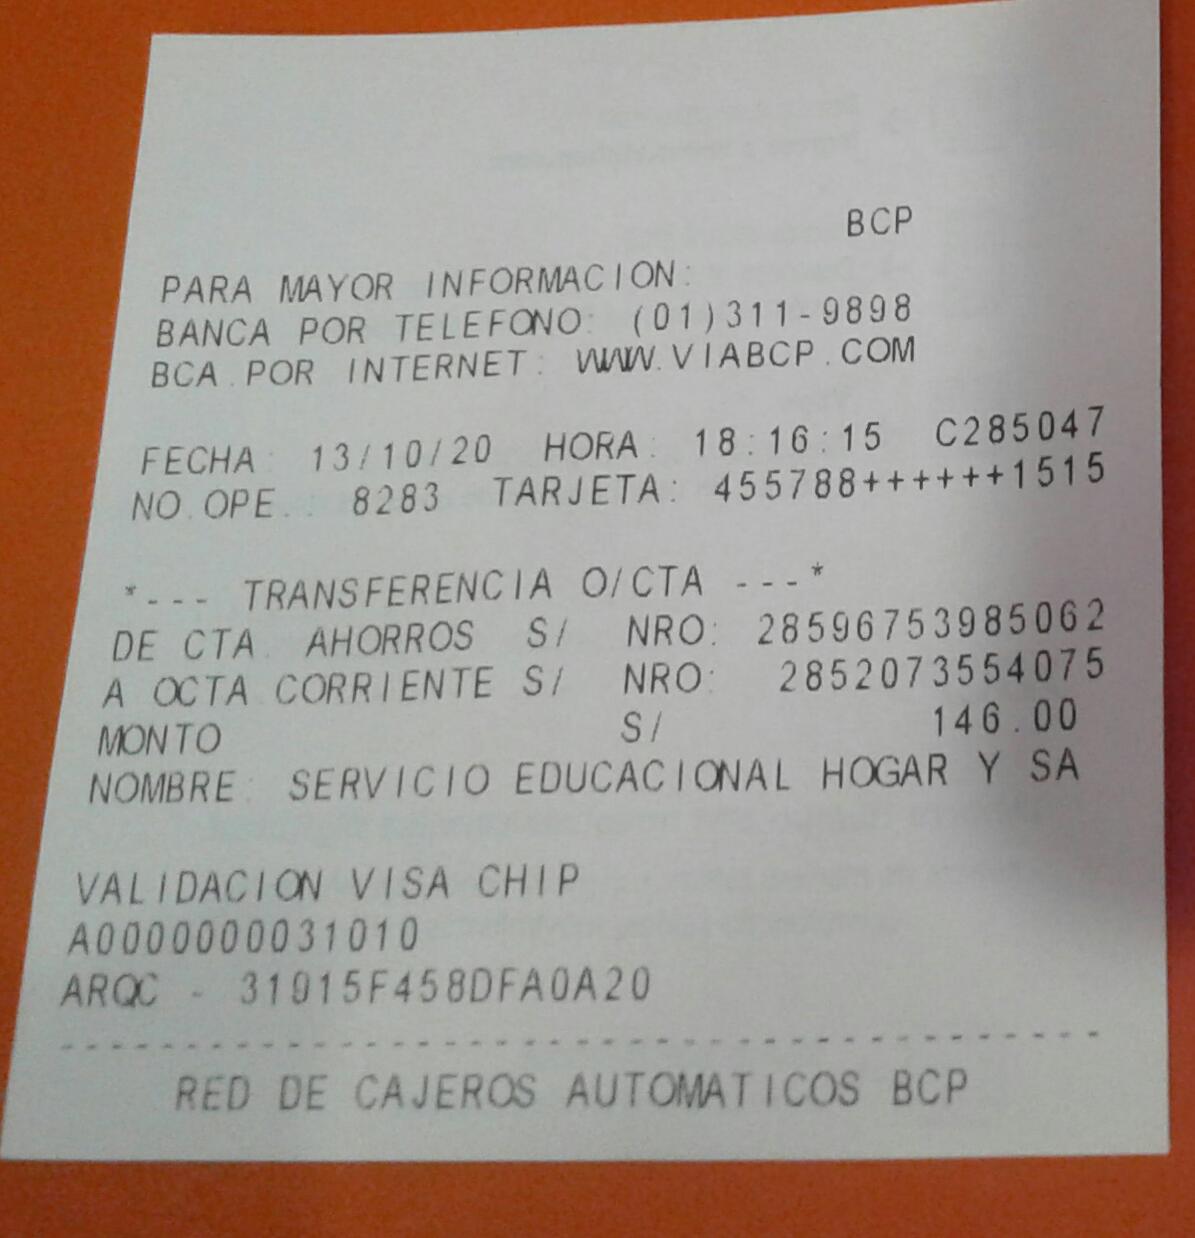 BCP
PARA MAYOR INFORMACION:
BANCA POR TELEFONO: (01)311-9898
BCA.POR INTERNET: WWW.VIABCP.COM
FECHA: 13/10/20 HORA: 18:16:15 C285047
NO.OPE.: 8283 TARJETA: 455788++++++1515
*--- TRANSFERENCIA O/CTA ---*
DE CTA. AHORROS S/ NRO: 28596753985062
A OCTA CORRIENTE S/ NRO: 2852073554075
MONTO S/ 146.00
NOMBRE: SERVICIO EDUCACIONAL HOGAR Y SA
VALIDACION VISA CHIP
A0000000031010
ARQC - 31915F458DFA0A20
RED DE CAJEROS AUTOMATICOS BCP